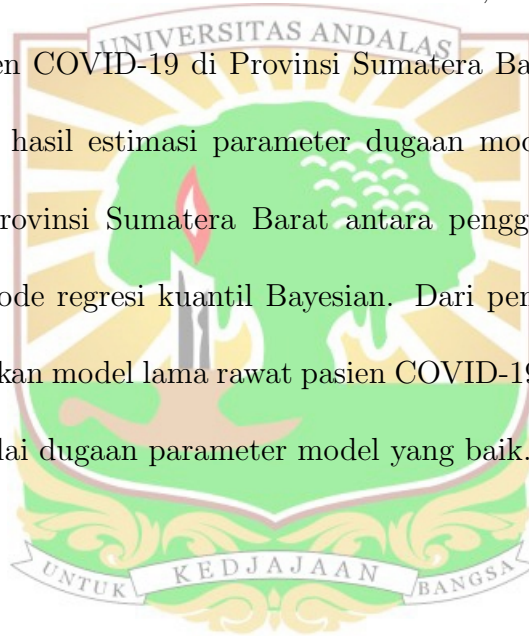 UNIVERSITAS ANDALAS
en COVID-19 di Provinsi Sumatera Ba
hasil estimasi parameter dugaan mod
rovinsi Sumatera Barat antara pengg
ode regresi kuantil Bayesian. Dari pen
kan model lama rawat pasien COVID-19
lai dugaan parameter model yang baik.
UNTUK KEDJAJAAN BANGSA